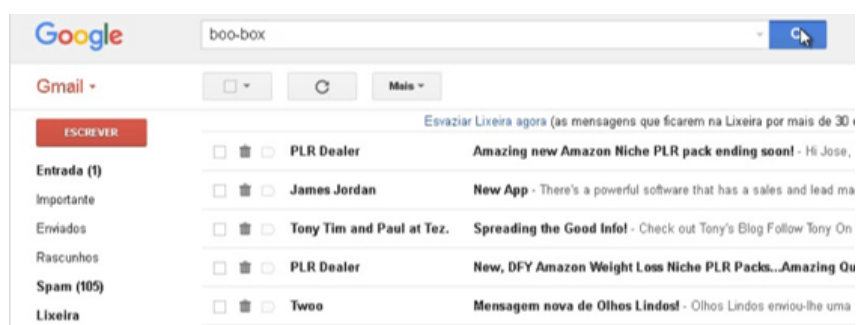 Google
boo-box
Gmail
Mais
Esvaziar Lixeira agora (as mensagens que ficarem na Lixeira por mais de 30
ESCREVER
PLR Dealer Amazing new Amazon Niche PLR pack ending soon! - Hi Jose,
Entrada (1)
James Jordan New App - There's a powerful software that has a sales and lead ma
Importante
Enviados
Tony Tim and Paul at Tez. Spreading the Good Info! - Check out Tony's Blog Follow Tony On
Rascunhos
PLR Dealer New, DFY Amazon Weight Loss Niche PLR Packs...Amazing Qu
Spam (105)
Twoo Mensagem nova de Olhos Lindos! - Olhos Lindos enviou-lhe uma
Lixeira